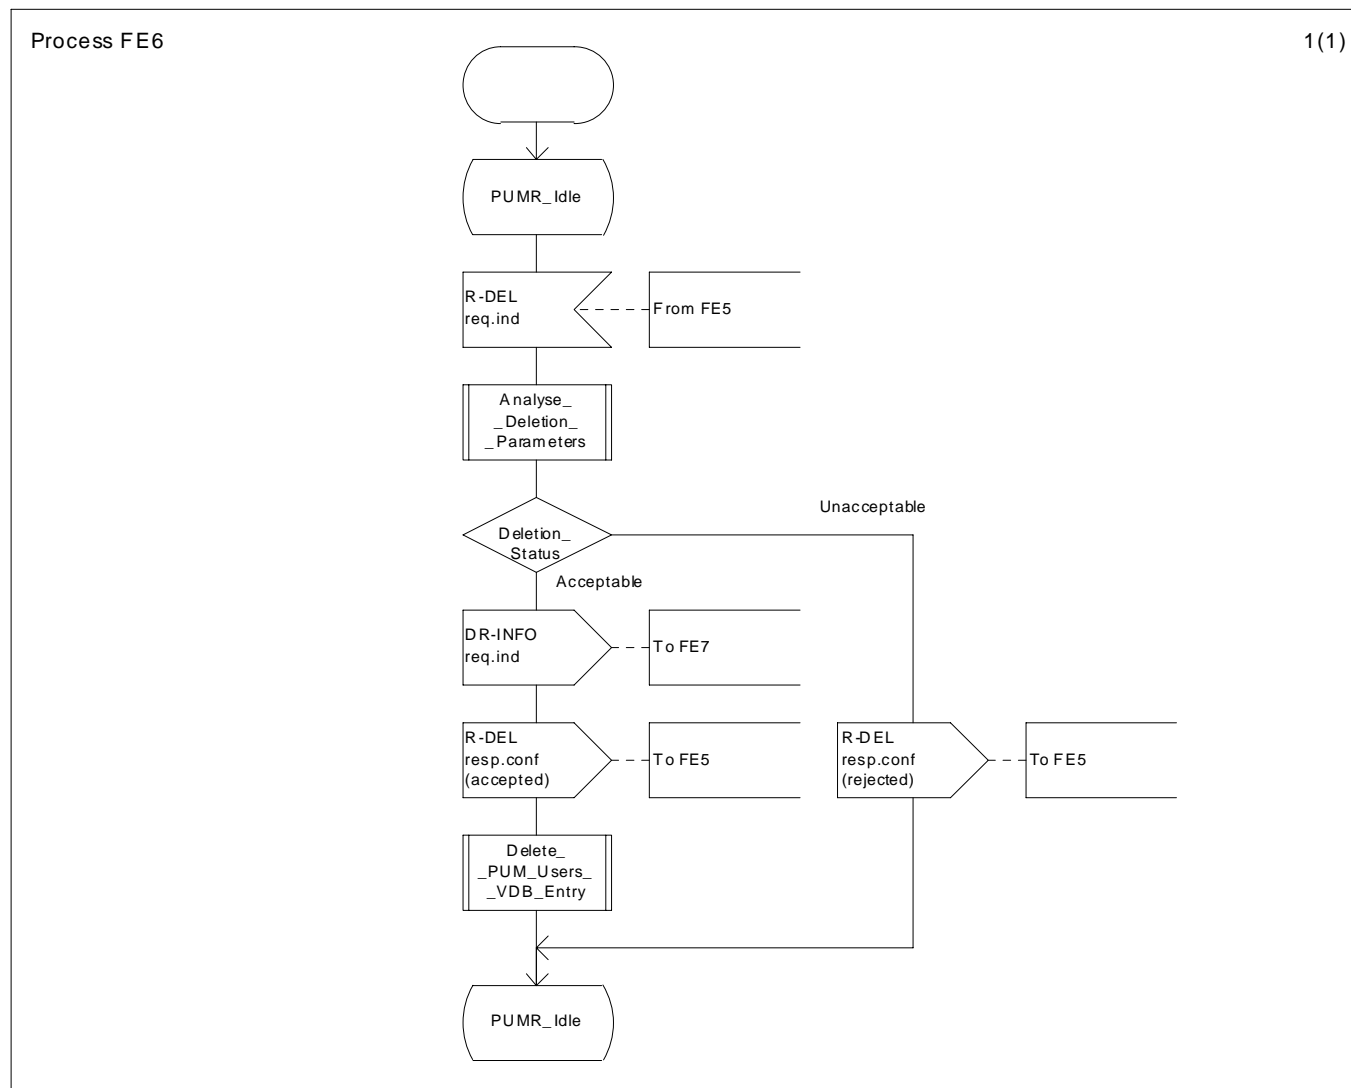 Process FE6
1(1)
PUMR_Idle
R-DEL
req.ind
From FE5
Analyse_
_Deletion_
_Parameters
Deletion_
Status
Unacceptable
Acceptable
DR-INFO
req.ind
To FE7
R-DEL
resp.conf
(accepted)
To FE5
R-DEL
resp.conf
(rejected)
To FE5
Delete_
_PUM_Users_
_VDB_Entry
PUMR_Idle